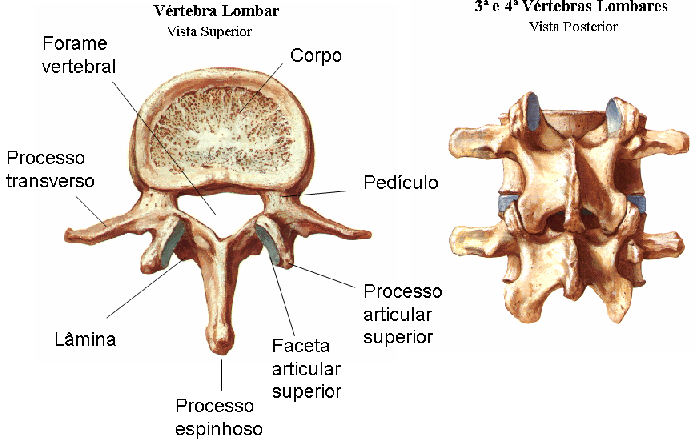 Vértebra Lombar
Vista Superior
3ª e 4ª Vértebras Lombares
Vista Posterior
Forame
vertebral
Corpo
Processo
transverso
Pedículo
Lâmina
Processo
articular
superior
Faceta
articular
superior
Processo
espinhoso